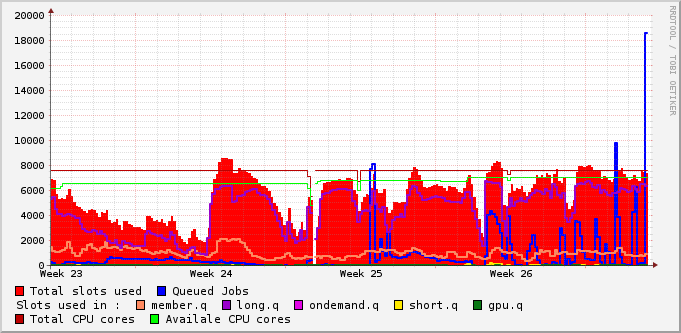 20000
18000
16000
14000
12000
10000
8000
6000
4000
2000
0
Week 23 Week 24 Week 25 Week 26
Total slots used Queued Jobs
Slots used in : member.q long.q ondemand.q short.q gpu.q
Total CPU cores Availale CPU cores
RRDTOOL / TOBI OETIKER